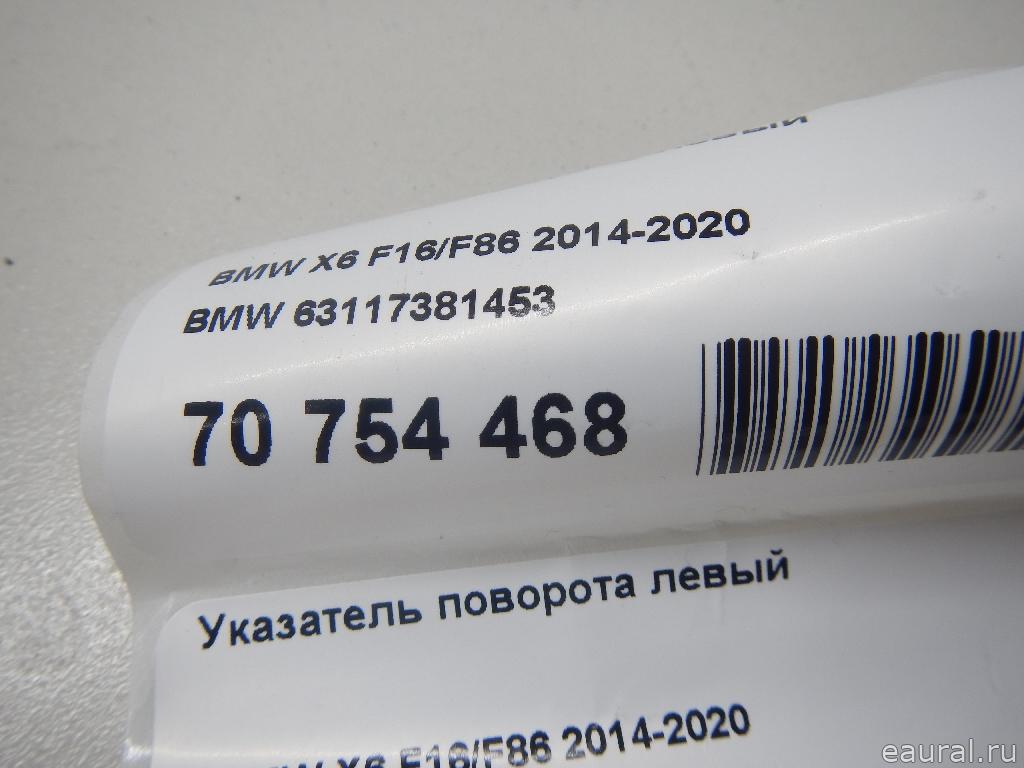 BMW X6 F16/F86 2014-2020
BMW 63117381453
70 754 468
Указатель поворота левый
X6 F16/F86 2014-2020
eaural.ru